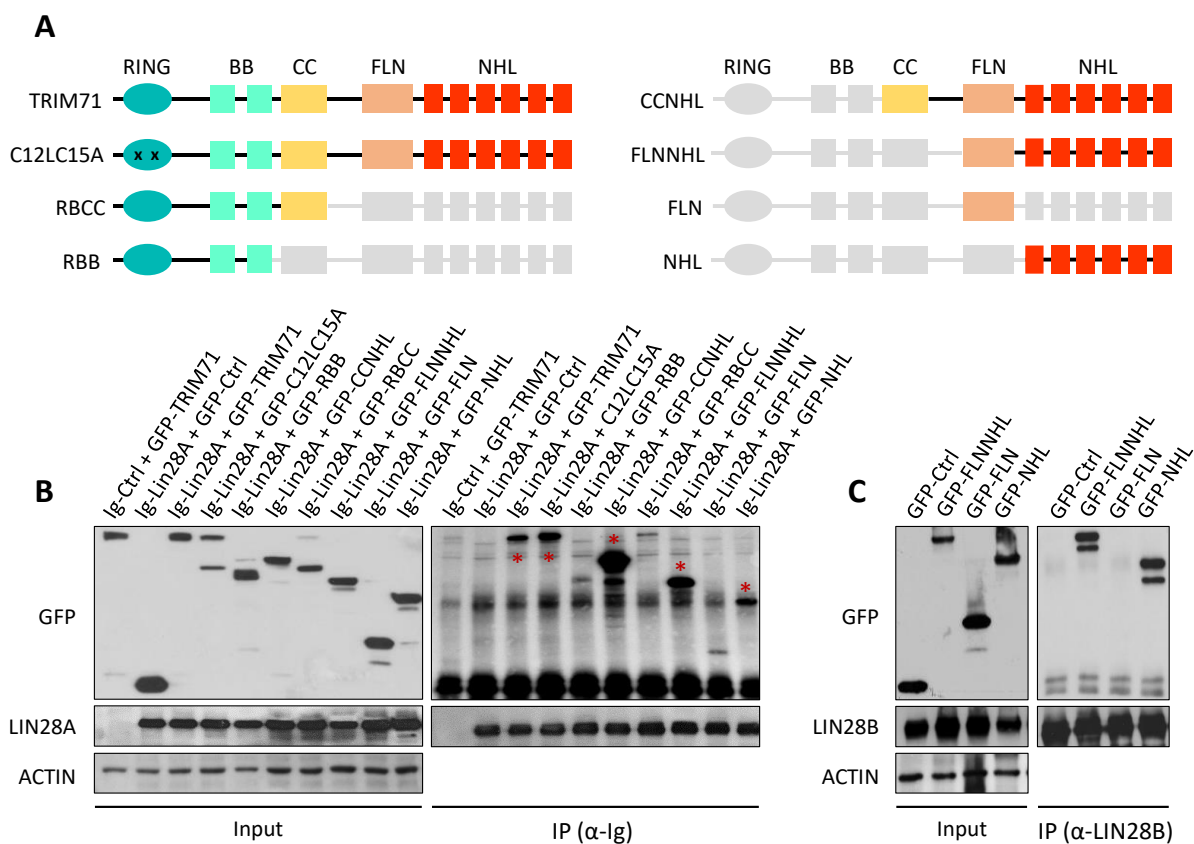 A
RING BB CC FLN NHL
TRIM71
C12LC15A
x x
RBCC
RBB
RING BB CC FLN NHL
CCNHL
FLNNHL
FLN
NHL
B
Ig-Ctrl + GFP-TRIM71
Ig-Lin28A + GFP-Ctrl
Ig-Lin28A + GFP-TRIM71
Ig-Lin28A + GFP-C12LC15A
Ig-Lin28A + GFP-RBB
Ig-Lin28A + GFP-CCNHL
Ig-Lin28A + GFP-RBCC
Ig-Lin28A + GFP-FLNNHL
Ig-Lin28A + GFP-FLN
Ig-Lin28A + GFP-NHL
Ig-Ctrl + GFP-TRIM71
Ig-Lin28A + GFP-Ctrl
Ig-Lin28A + GFP-TRIM71
Ig-Lin28A + C12LC15A
Ig-Lin28A + GFP-RBB
Ig-Lin28A + GFP-CCNHL
Ig-Lin28A + GFP-RBCC
Ig-Lin28A + GFP-FLNNHL
Ig-Lin28A + GFP-FLN
Ig-Lin28A + GFP-NHL
GFP
* * * * *
LIN28A
ACTIN
Input
IP (α-Ig)
C
GFP-Ctrl
GFP-FLNNHL
GFP-FLN
GFP-NHL
GFP-Ctrl
GFP-FLNNHL
GFP-FLN
GFP-NHL
GFP
LIN28B
ACTIN
Input
IP (α-LIN28B)